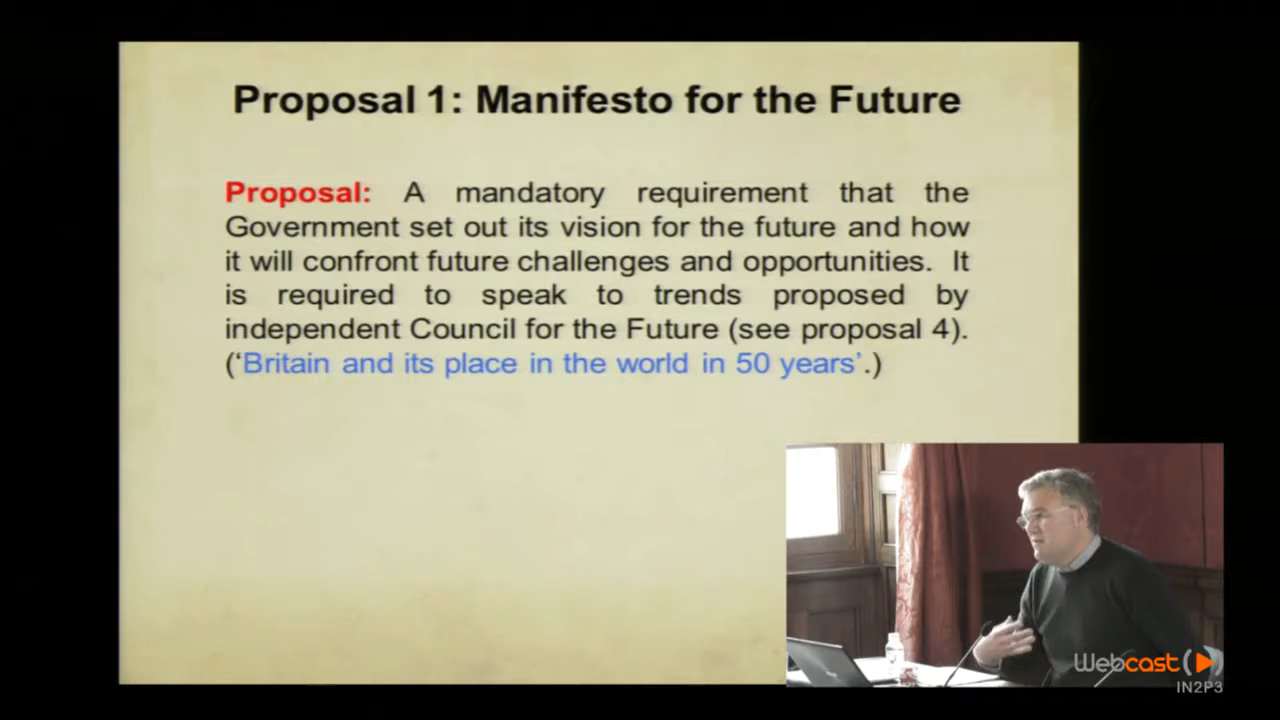 Proposal 1: Manifesto for the Future
Proposal: A mandatory requirement that the
Government set out its vision for the future and how
it will confront future challenges and opportunities. It
is required to speak to trends proposed by
independent Council for the Future (see proposal 4).
(‘Britain and its place in the world in 50 years’.)
Webcast
IN2P3